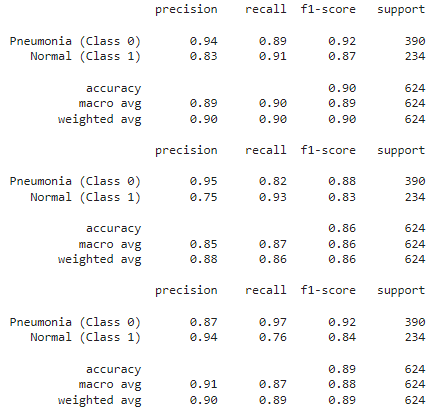 precision recall f1-score support
Pneumonia (Class 0) 0.94 0.89 0.92 390
Normal (Class 1) 0.83 0.91 0.87 234
accuracy 0.90 624
macro avg 0.89 0.90 0.89 624
weighted avg 0.90 0.90 0.90 624
precision recall f1-score support
Pneumonia (Class 0) 0.95 0.82 0.88 390
Normal (Class 1) 0.75 0.93 0.83 234
accuracy 0.86 624
macro avg 0.85 0.87 0.86 624
weighted avg 0.88 0.86 0.86 624
precision recall f1-score support
Pneumonia (Class 0) 0.87 0.97 0.92 390
Normal (Class 1) 0.94 0.76 0.84 234
accuracy 0.89 624
macro avg 0.91 0.87 0.88 624
weighted avg 0.90 0.89 0.89 624